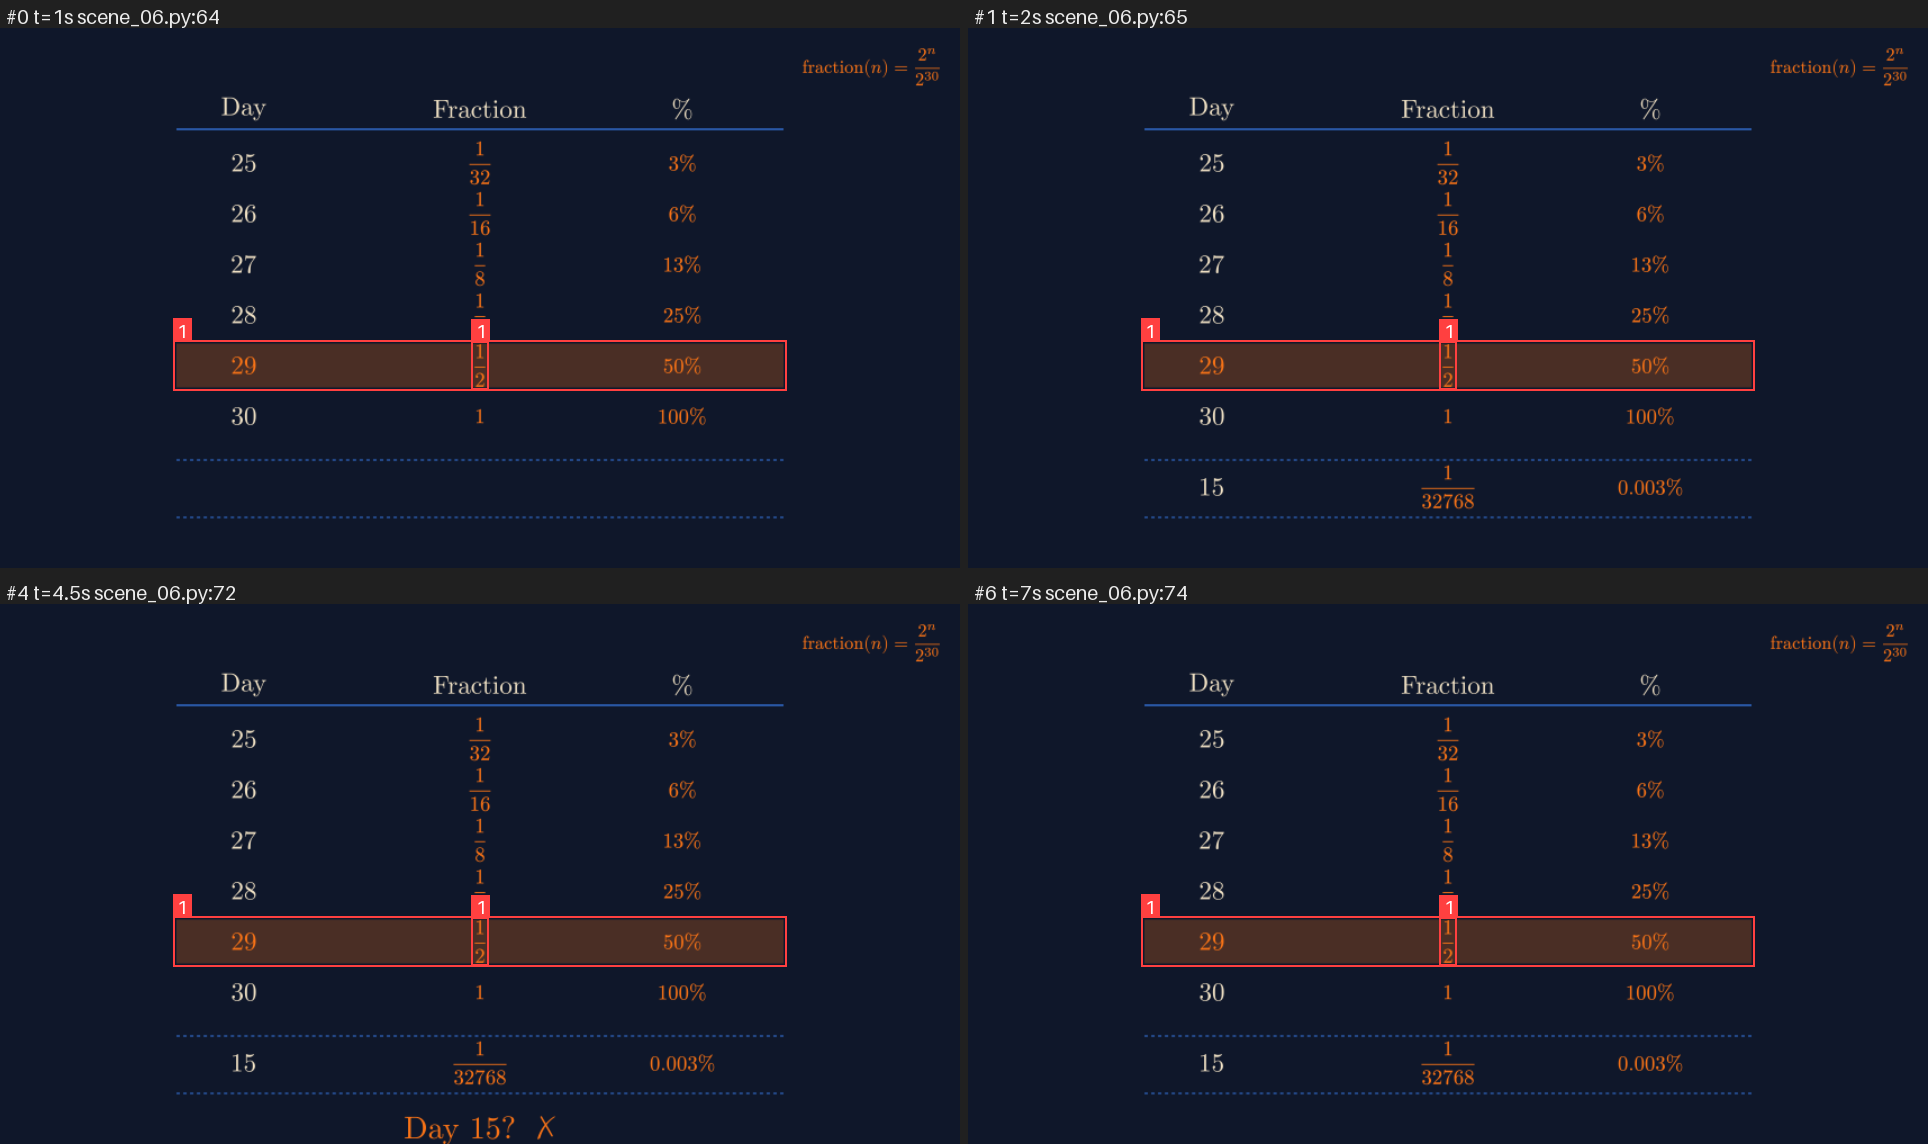 #0 t=1s scene_06.py:64
fraction(n) = 2^n / 2^30
Day Fraction %
25 1/32 3%
26 1/16 6%
27 1/8 13%
28 1 25%
1 1
29 1/2 50%
30 1 100%
#1 t=2s scene_06.py:65
fraction(n) = 2^n / 2^30
Day Fraction %
25 1/32 3%
26 1/16 6%
27 1/8 13%
28 1 25%
1 1
29 1/2 50%
30 1 100%
15 1/32768 0.003%
#4 t=4.5s scene_06.py:72
fraction(n) = 2^n / 2^30
Day Fraction %
25 1/32 3%
26 1/16 6%
27 1/8 13%
28 1 25%
1 1
29 1/2 50%
30 1 100%
15 1/32768 0.003%
Day 15? ✗
#6 t=7s scene_06.py:74
fraction(n) = 2^n / 2^30
Day Fraction %
25 1/32 3%
26 1/16 6%
27 1/8 13%
28 1 25%
1 1
29 1/2 50%
30 1 100%
15 1/32768 0.003%